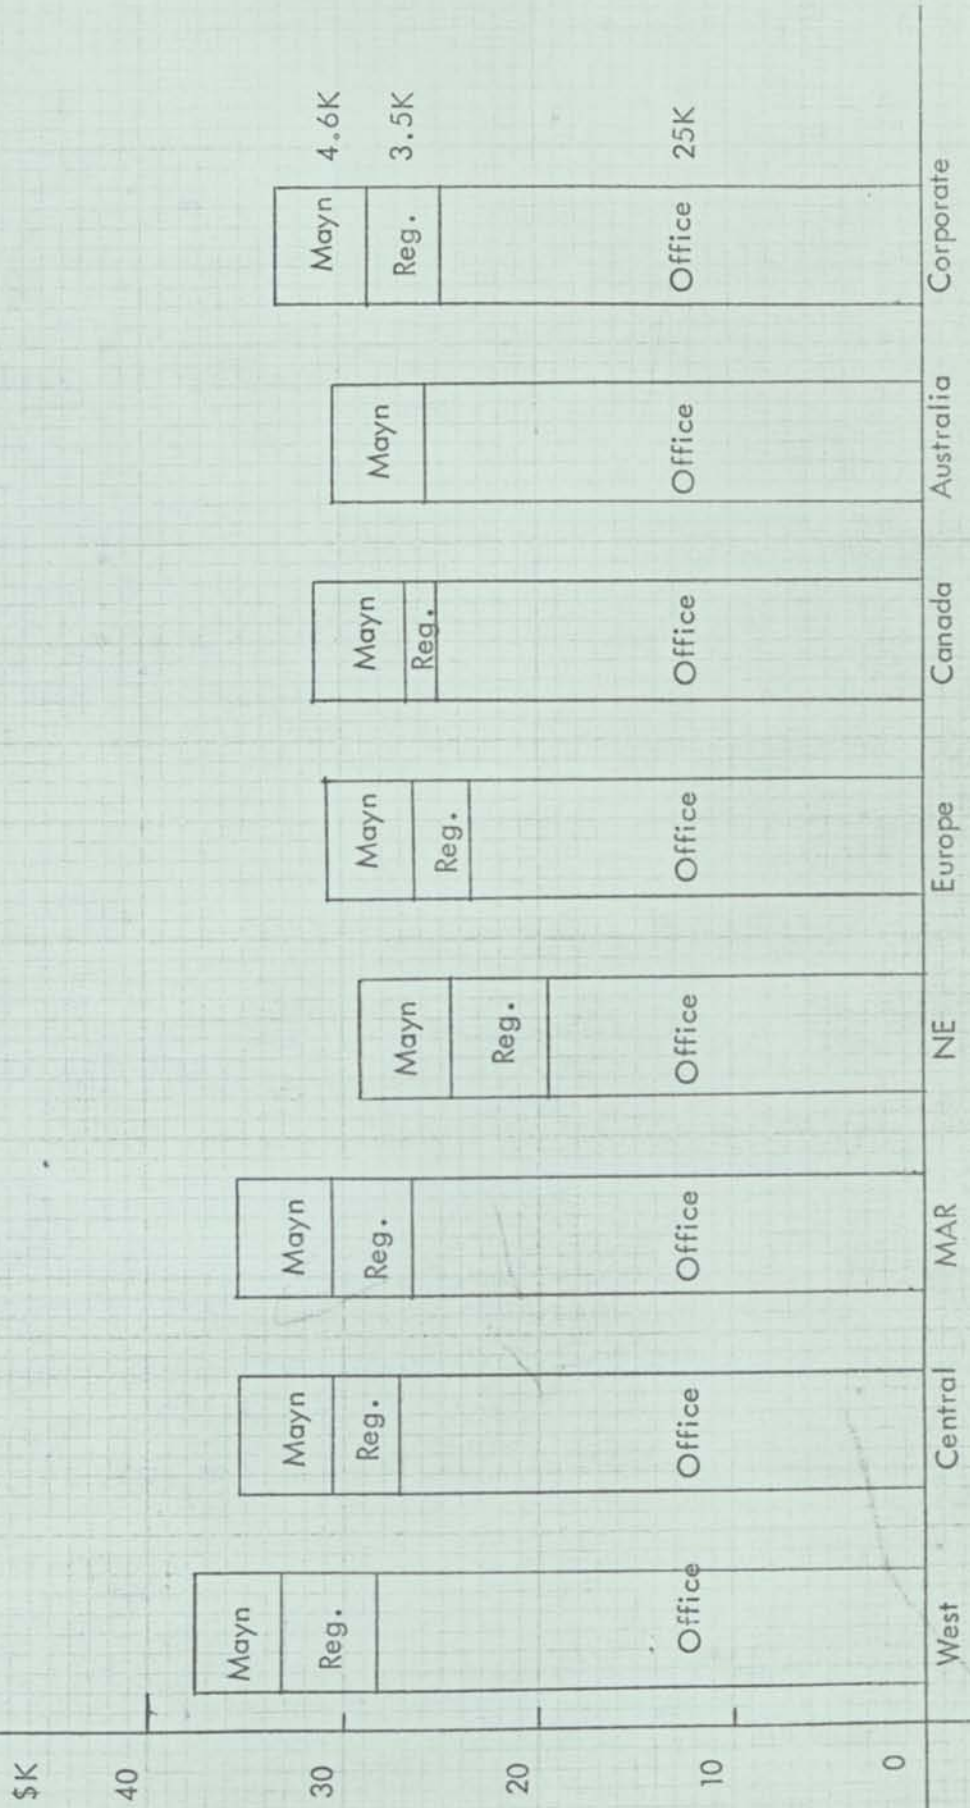 $K
40
30
20
10
0
Mayn
Reg.
Office
West
Mayn
Reg.
Office
Central
Mayn
Reg.
Office
MAR
Mayn
Reg.
Office
NE
Mayn
Reg.
Office
Europe
Mayn
Reg.
Office
Canada
Mayn
Office
Australia
Mayn 4.6K
Reg. 3.5K
Office 25K
Corporate